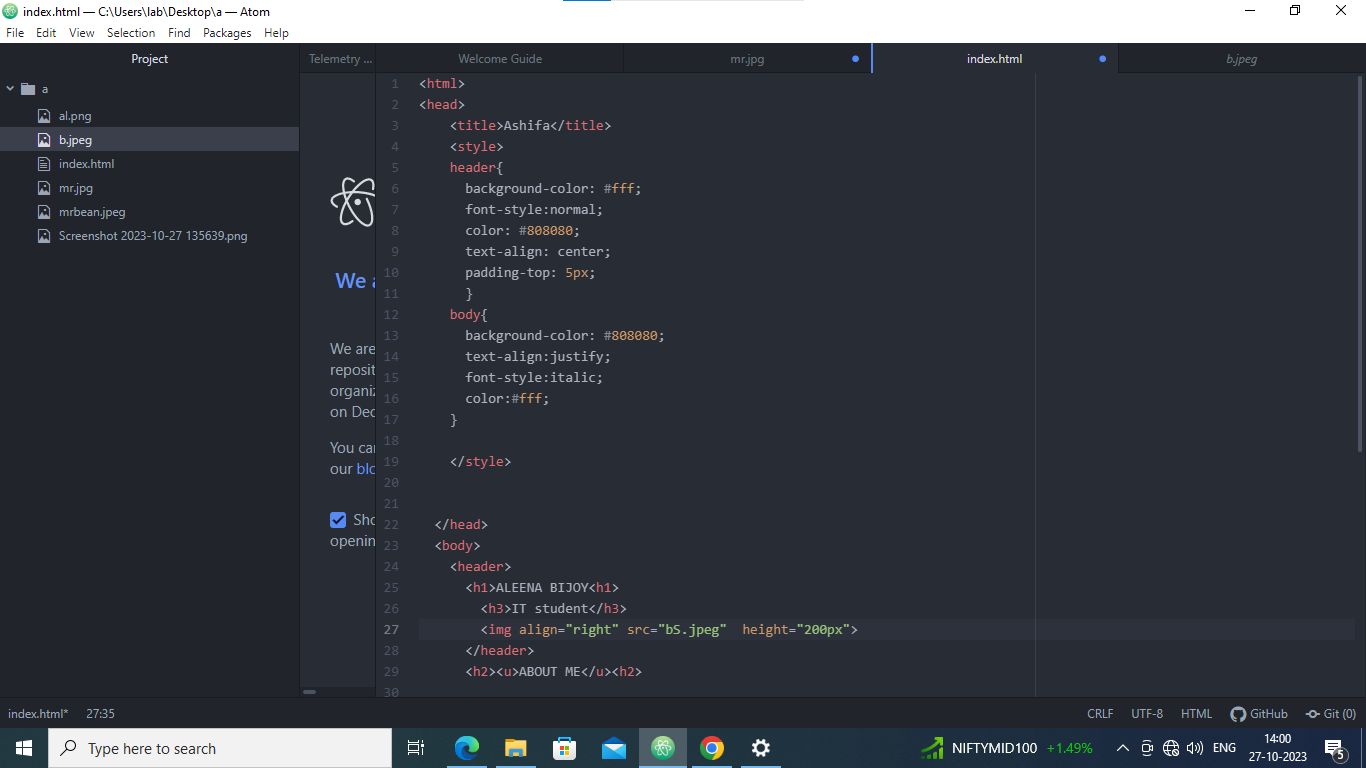 index.html — C:\Users\lab\Desktop\a — Atom
File Edit View Selection Find Packages Help
Project
Telemetry ... Welcome Guide mr.jpg index.html b.jpeg
a
al.png
b.jpeg
index.html
mr.jpg
mrbean.jpeg
Screenshot 2023-10-27 135639.png
We a
We are
reposit
organiz
on Dec
You car
our blo
Sho
openin
1 <html>
2 <head>
3 <title>Ashifa</title>
4 <style>
5 header{
6 background-color: #fff;
7 font-style:normal;
8 color: #808080;
9 text-align: center;
10 padding-top: 5px;
11 }
12 body{
13 background-color: #808080;
14 text-align:justify;
15 font-style:italic;
16 color:#fff;
17 }
18
19 </style>
20
21
22 </head>
23 <body>
24 <header>
25 <h1>ALEENA BIJOY<h1>
26 <h3>IT student</h3>
27 <img align="right" src="bS.jpeg"  height="200px">
28 </header>
29 <h2><u>ABOUT ME</u><h2>
30
index.html* 27:35 CRLF UTF-8 HTML GitHub Git (0)
Type here to search
NIFTYMID100 +1.49% ENG 14:00
27-10-2023 5